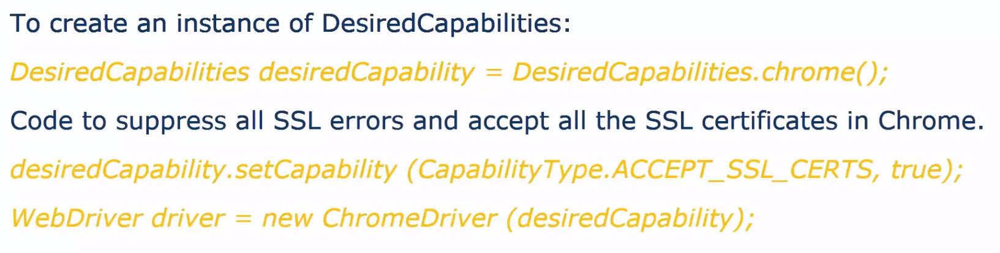 To create an instance of DesiredCapabilities:
DesiredCapabilities desiredCapability = DesiredCapabilities.chrome();
Code to suppress all SSL errors and accept all the SSL certificates in Chrome.
desiredCapability.setCapability (CapabilityType.ACCEPT_SSL_CERTS, true);
WebDriver driver = new ChromeDriver (desiredCapability);